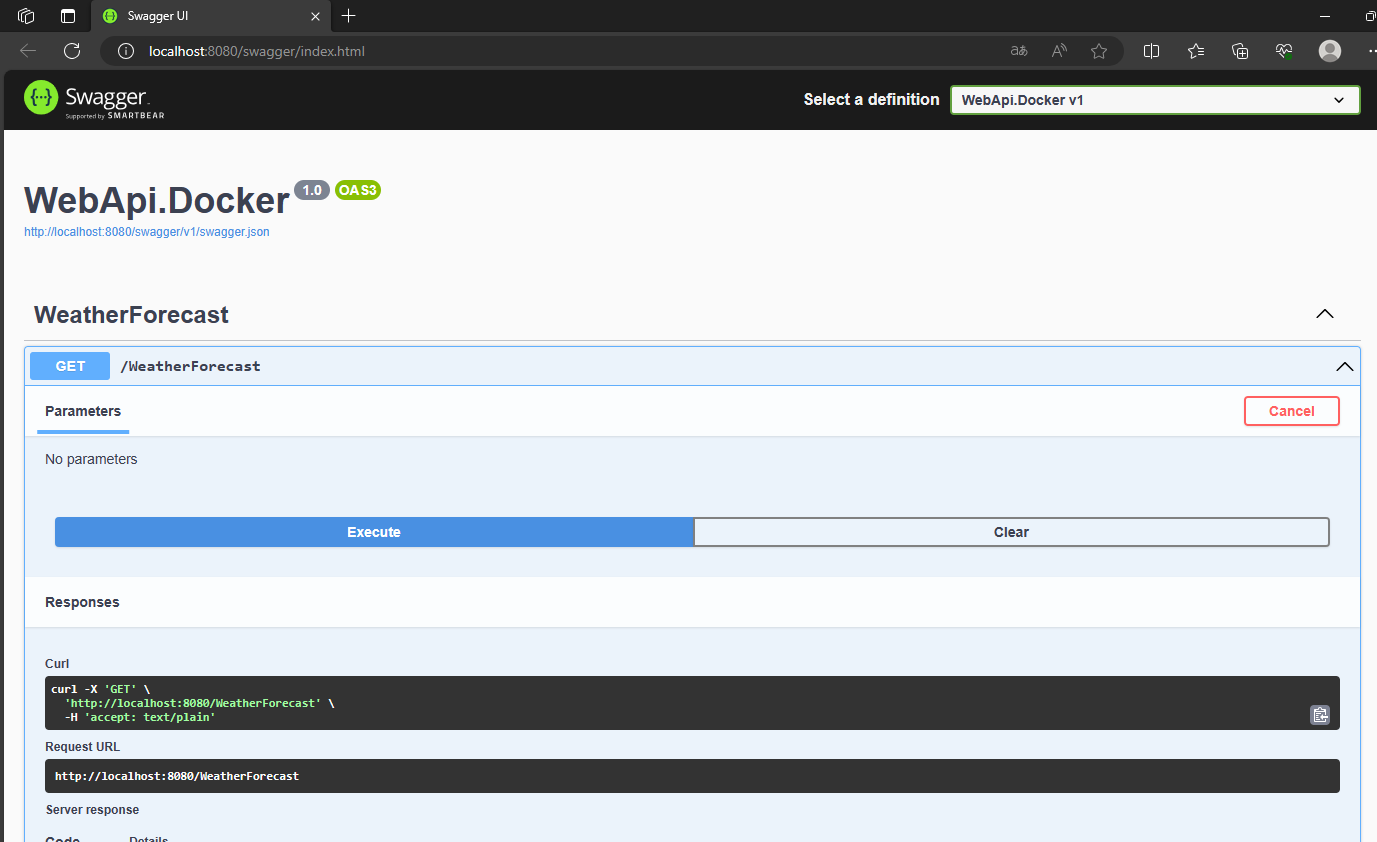 Swagger UI
localhost:8080/swagger/index.html
Swagger
Supported by SMARTBEAR
Select a definition
WebApi.Docker v1
WebApi.Docker 1.0 OAS3
http://localhost:8080/swagger/v1/swagger.json
WeatherForecast
GET /WeatherForecast
Parameters
Cancel
No parameters
Execute
Clear
Responses
Curl
curl -X 'GET' \
'http://localhost:8080/WeatherForecast' \
-H 'accept: text/plain'
Request URL
http://localhost:8080/WeatherForecast
Server response
Code Details